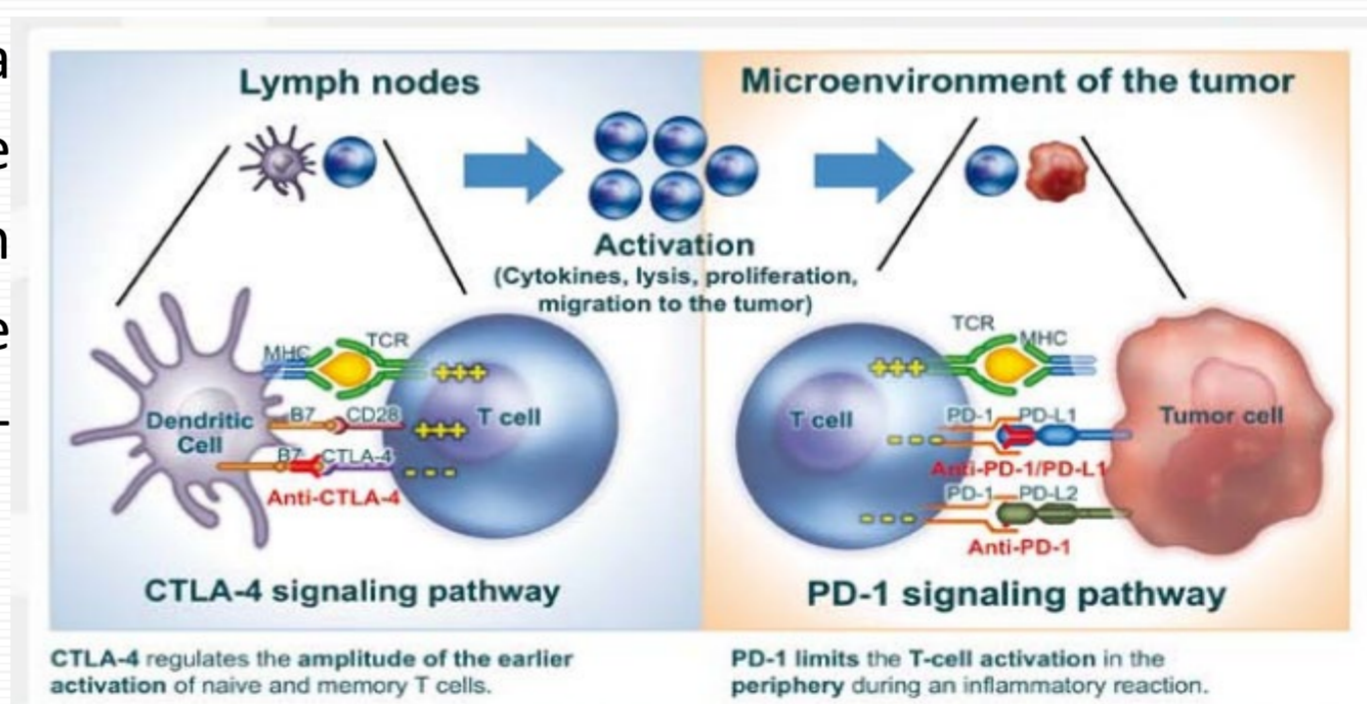 a
e
n
e
Lymph nodes
Microenvironment of the tumor
Activation
(Cytokines, lysis, proliferation,
migration to the tumor)
MHC
TCR
+++
Dendritic
Cell
B7
CD28
+++
T cell
B7
CTLA-4
---
Anti-CTLA-4
CTLA-4 signaling pathway
TCR
MHC
+++
T cell
PD-1
PD-L1
Tumor cell
---
Anti-PD-1/PD-L1
PD-1
PD-L2
---
Anti-PD-1
PD-1 signaling pathway
CTLA-4 regulates the amplitude of the earlier
activation of naive and memory T cells.
PD-1 limits the T-cell activation in the
periphery during an inflammatory reaction.